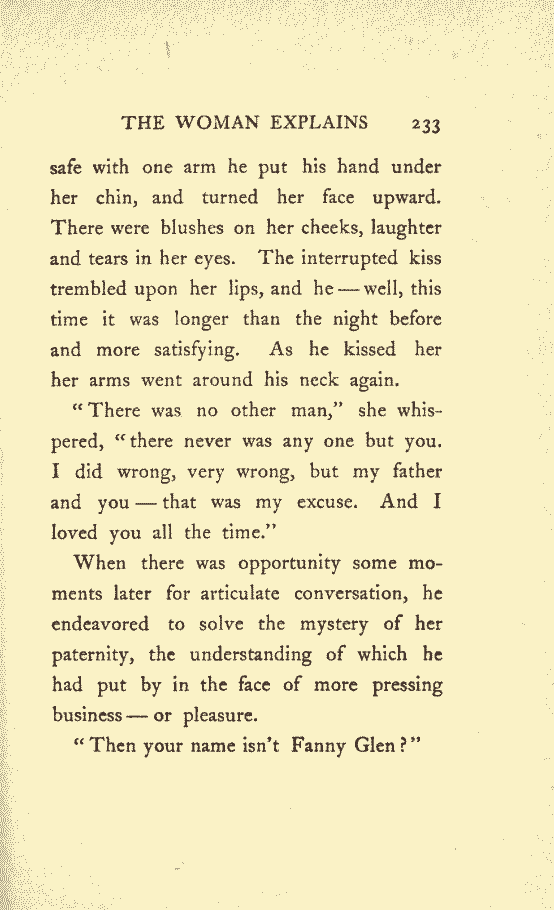 THE WOMAN EXPLAINS 233
safe with one arm he put his hand under
her chin, and turned her face upward.
There were blushes on her cheeks, laughter
and tears in her eyes. The interrupted kiss
trembled upon her lips, and he — well, this
time it was longer than the night before
and more satisfying. As he kissed her
her arms went around his neck again.
“There was no other man,” she whis-
pered, “there never was any one but you.
I did wrong, very wrong, but my father
and you — that was my excuse. And I
loved you all the time.”
When there was opportunity some mo-
ments later for articulate conversation, he
endeavored to solve the mystery of her
paternity, the understanding of which he
had put by in the face of more pressing
business — or pleasure.
“Then your name isn’t Fanny Glen?”